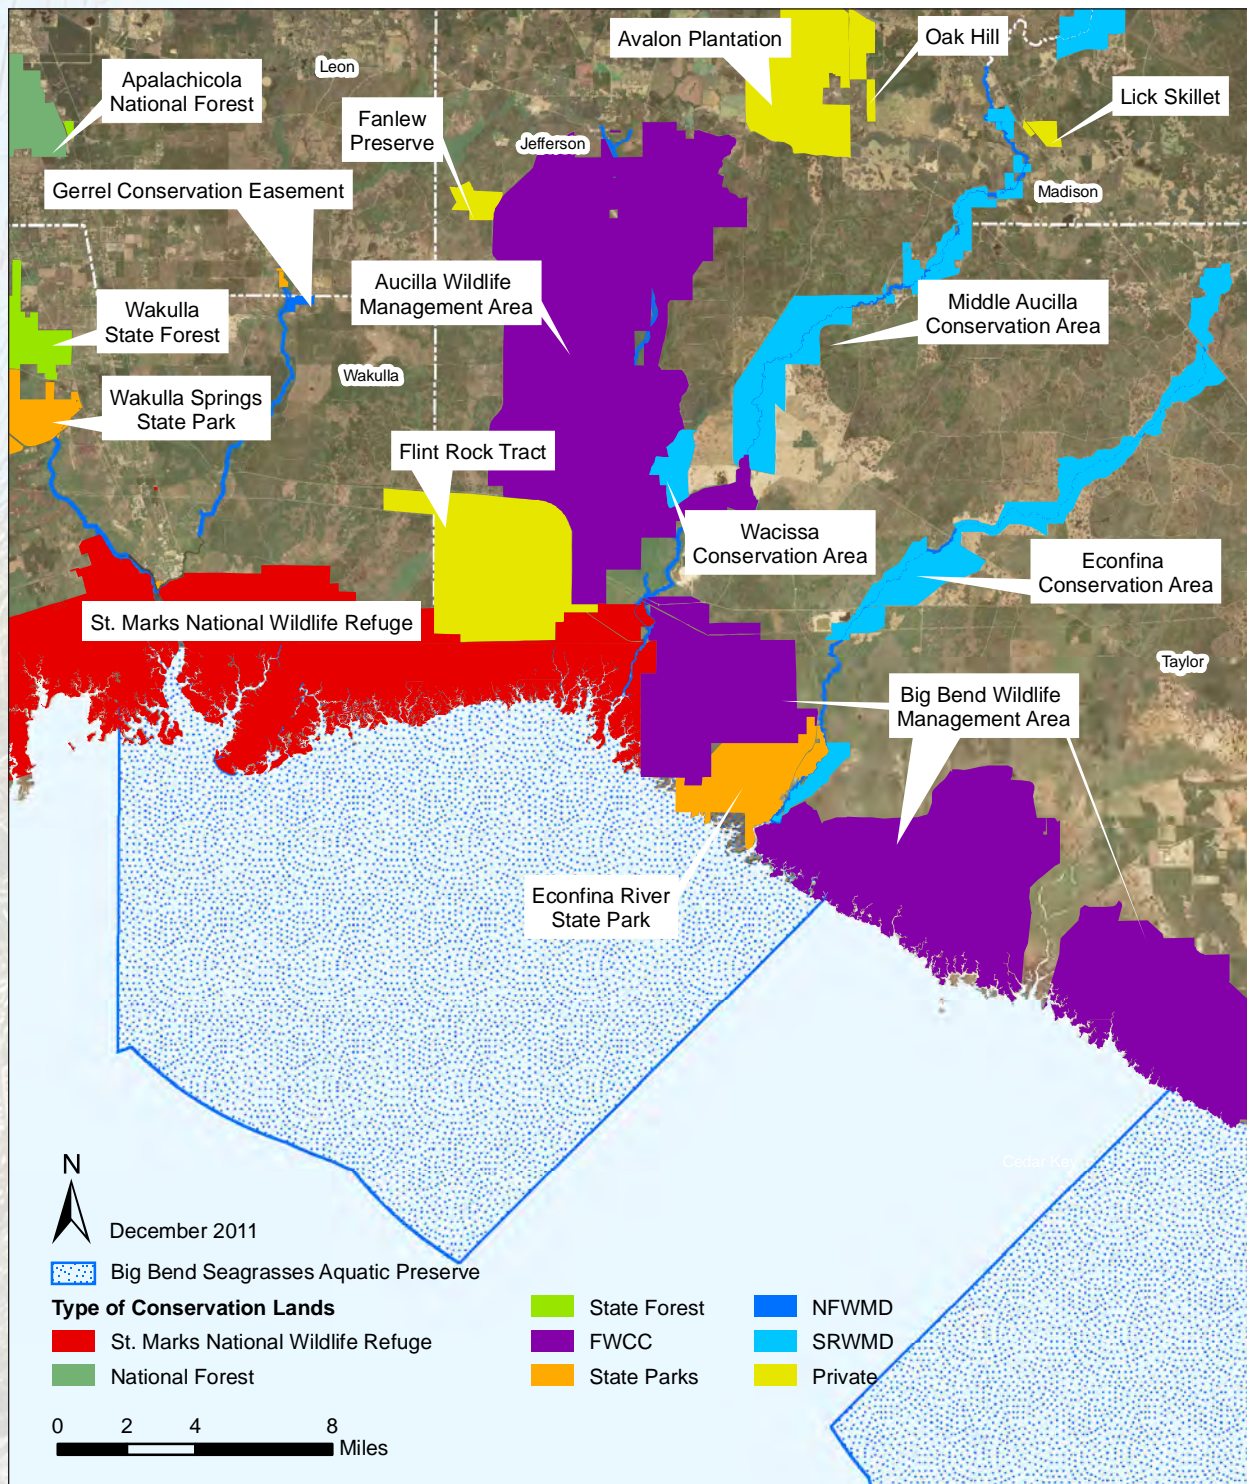 Avalon Plantation
Oak Hill
Apalachicola
National Forest
Leon
Lick Skillet
Fanlew
Preserve
Jefferson
Gerrel Conservation Easement
Madison
Aucilla Wildlife
Management Area
Middle Aucilla
Conservation Area
Wakulla
State Forest
Wakulla
Wakulla Springs
State Park
Flint Rock Tract
Wacissa
Conservation Area
Econfina
Conservation Area
St. Marks National Wildlife Refuge
Taylor
Big Bend Wildlife
Management Area
Econfina River
State Park
Cedar Key
N
December 2011
Big Bend Seagrasses Aquatic Preserve
Type of Conservation Lands
St. Marks National Wildlife Refuge
National Forest
State Forest
FWCC
State Parks
NFWMD
SRWMD
Private
0 2 4 8
Miles